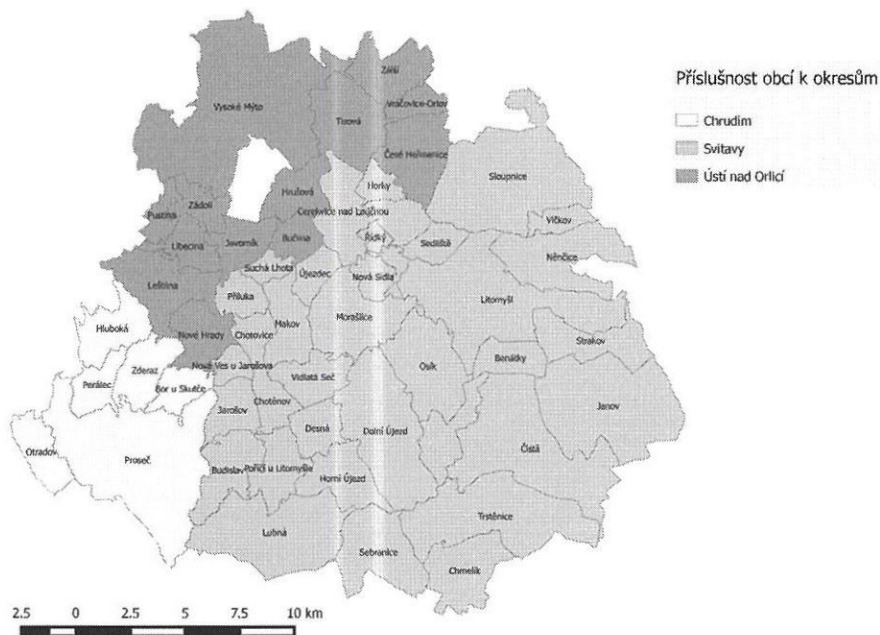 Příslušnost obcí k okresům
Chrudim
Svitavy
Ústí nad Orlicí
Zářší
Vysoké Mýto
Vračovice-Orlov
Tisová
České Heřmanice
Sloupnice
Horky
Hrušová
Zádolí
Cerekvice nad Loučnou
Pustina
Vlčkov
Bučina
Řídký
Sedliště
Libecina
Javorník
Němčice
Suchá Lhota
Újezdec
Nová Sídla
Leština
Příluka
Litomyšl
Morašice
Makov
Hluboká
Nové Hrady
Chotovice
Strakov
Benátky
Nová Ves u Jarošova
Osík
Zderaz
Vidlatá Seč
Perálec
Bor u Skutče
Chotěnov
Jarošov
Janov
Desná
Dolní Újezd
Otradov
Proseč
Čistá
Budislav
Poříčí u Litomyšle
Horní Újezd
Trstěnice
Lubná
Sebranice
Chmelík
2.5 0 2.5 5 7.5 10 km